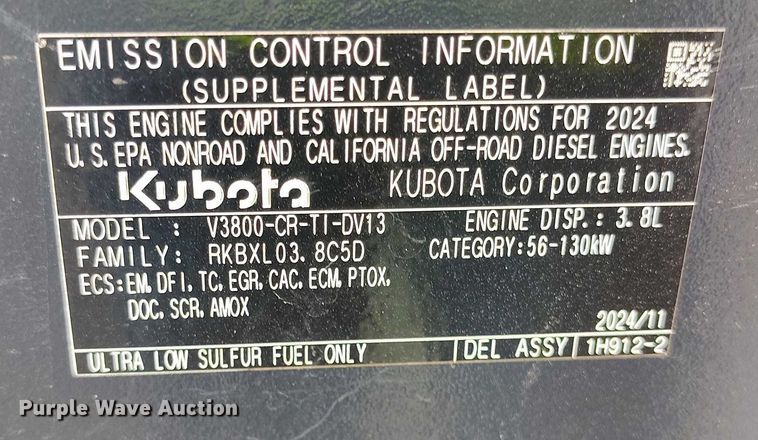 EMISSION CONTROL INFORMATION
(SUPPLEMENTAL LABEL)
THIS ENGINE COMPLIES WITH REGULATIONS FOR 2024
U.S. EPA NONROAD AND CALIFORNIA OFF-ROAD DIESEL ENGINES.
Kubota KUBOTA Corporation
MODEL : V3800-CR-TI-DV13 ENGINE DISP.: 3.8L
FAMILY: RKBXL03.8C5D CATEGORY:56-130kW
ECS:EM, DFI, TC, EGR, CAC, ECM, PTOX,
DOC, SCR, AMOX
2024/11
ULTRA LOW SULFUR FUEL ONLY DEL ASSY 1H912-2
Purple Wave Auction